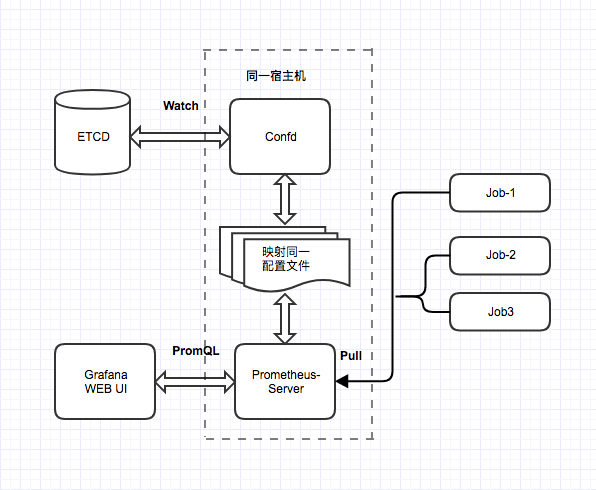 同一宿主机
Watch
ETCD
Confd
Job-1
映射同一
配置文件
Job-2
Job3
PromQL
Pull
Grafana
WEB UI
Prometheus-
Server